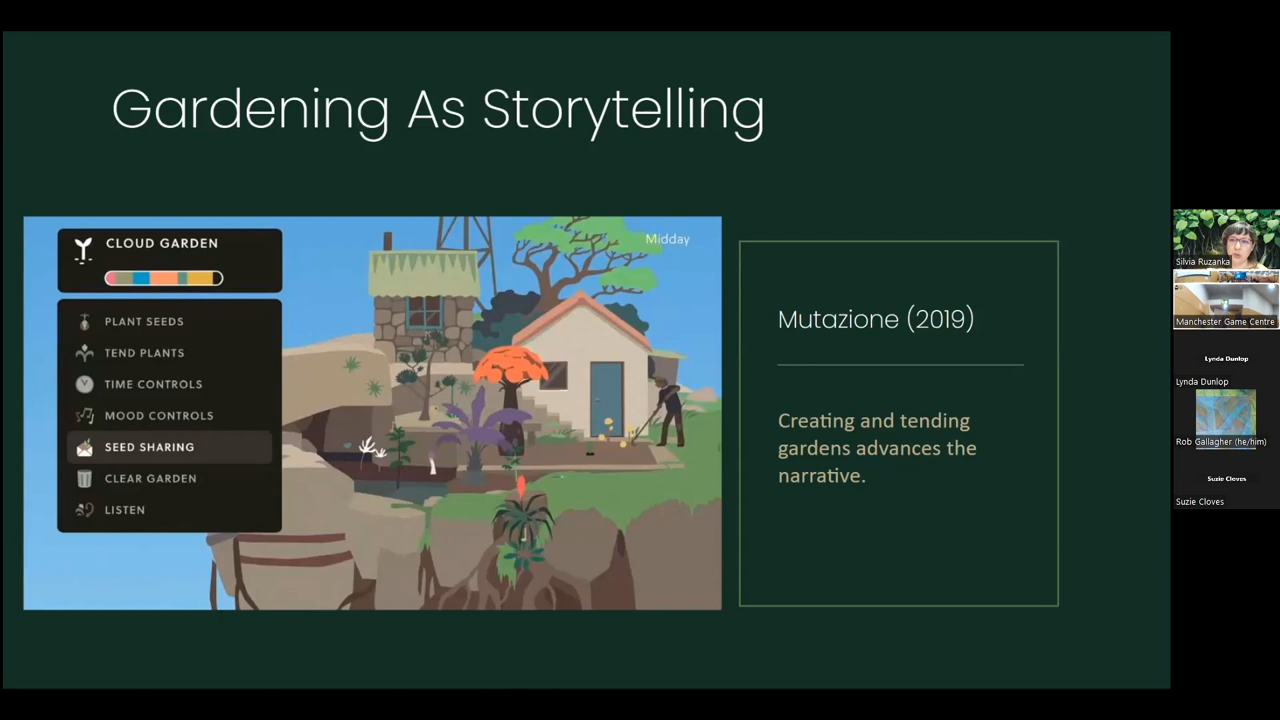 Gardening As Storytelling
CLOUD GARDEN
PLANT SEEDS
TEND PLANTS
TIME CONTROLS
MOOD CONTROLS
SEED SHARING
CLEAR GARDEN
LISTEN
Midday
Mutazione (2019)
Creating and tending
gardens advances the
narrative.
Silvia Ruzanka
Manchester Game Centre
Lynda Dunlop
Lynda Dunlop
Rob Gallagher (he/him)
Suzie Cloves
Suzie Cloves